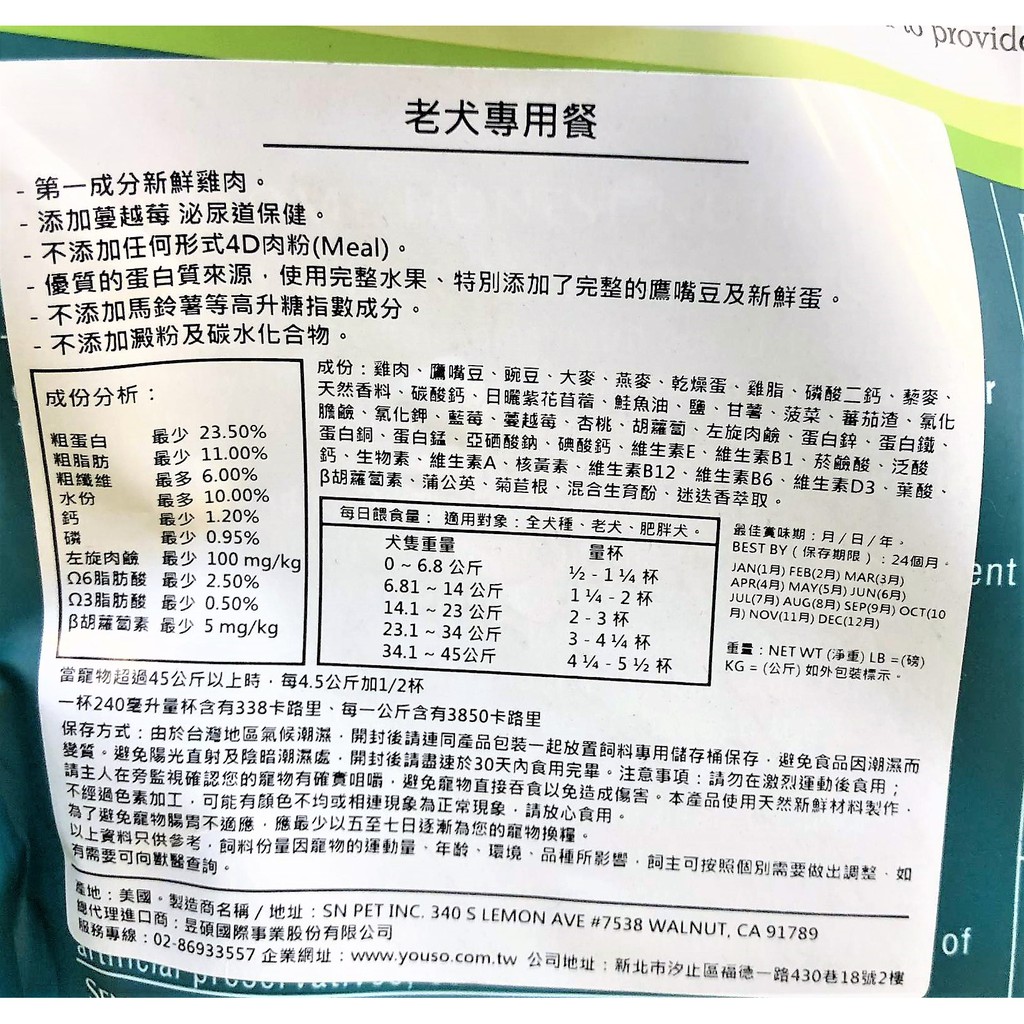 to provide
老犬專用餐
- 第一成分新鮮雞肉。
- 添加蔓越莓 泌尿道保健。
- 不添加任何形式4D肉粉(Meal)。
- 優質的蛋白質來源，使用完整水果、特別添加了完整的鷹嘴豆及新鮮蛋。
- 不添加馬鈴薯等高升糖指數成分。
- 不添加澱粉及碳水化合物。
成份分析：
粗蛋白 最少 23.50%
粗脂肪 最少 11.00%
粗纖維 最多 6.00%
水份 最多 10.00%
鈣 最少 1.20%
磷 最少 0.95%
左旋肉鹼 最少 100 mg/kg
Ω6脂肪酸 最少 2.50%
Ω3脂肪酸 最少 0.50%
β胡蘿蔔素 最少 5 mg/kg
成份：雞肉、鷹嘴豆、豌豆、大麥、燕麥、乾燥蛋、雞脂、磷酸二鈣、藜麥、
天然香料、碳酸鈣、日曬紫花苜蓿、鮭魚油、鹽、甘薯、菠菜、蕃茄渣、氯化
膽鹼、氯化鉀、藍莓、蔓越莓、杏桃、胡蘿蔔、左旋肉鹼、蛋白鋅、蛋白鐵、
蛋白銅、蛋白錳、亞硒酸鈉、碘酸鈣、維生素E、維生素B1、菸鹼酸、泛酸
鈣、生物素、維生素A、核黃素、維生素B12、維生素B6、維生素D3、葉酸、
β胡蘿蔔素、蒲公英、菊苣根、混合生育酚、迷迭香萃取。
每日餵食量： 適用對象：全犬種、老犬、肥胖犬。
犬隻重量 量杯
0 ~ 6.8 公斤 ½ - 1 ¼ 杯
6.81 ~ 14 公斤 1 ¼ - 2 杯
14.1 ~ 23 公斤 2 - 3 杯
23.1 ~ 34 公斤 3 - 4 ¼ 杯
34.1 ~ 45公斤 4 ¼ - 5 ½ 杯
最佳賞味期：月/日/年。
BEST BY (保存期限)：24個月。
JAN(1月) FEB(2月) MAR(3月)
APR(4月) MAY(5月) JUN(6月)
JUL(7月) AUG(8月) SEP(9月) OCT(10
月) NOV(11月) DEC(12月)
重量：NET WT (淨重) LB =(磅)
KG = (公斤) 如外包裝標示。
當寵物超過45公斤以上時，每4.5公斤加1/2杯
一杯240毫升量杯含有338卡路里、每一公斤含有3850卡路里
保存方式：由於台灣地區氣候潮濕，開封後請連同產品包裝一起放置飼料專用儲存桶保存，避免食品因潮濕而
變質。避免陽光直射及陰暗潮濕處，開封後請盡速於30天內食用完畢。注意事項：請勿在激烈運動後食用；
請主人在旁監視確認您的寵物有確實咀嚼，避免寵物直接吞食以免造成傷害。本產品使用天然新鮮材料製作，
不經過色素加工，可能有顏色不均或相連現象為正常現象，請放心食用。
為了避免寵物腸胃不適應，應最少以五至七日逐漸為您的寵物換糧。
以上資料只供參考，飼料份量因寵物的運動量、年齡、環境、品種所影響，飼主可按照個別需要做出調整，如
有需要可向獸醫查詢。
產地：美國。製造商名稱 / 地址：SN PET INC. 340 S LEMON AVE #7538 WALNUT, CA 91789
總代理進口商：昱碩國際事業股份有限公司
服務專線：02-86933557 企業網址：www.youso.com.tw 公司地址：新北市汐止區福德一路430巷18號2樓
of